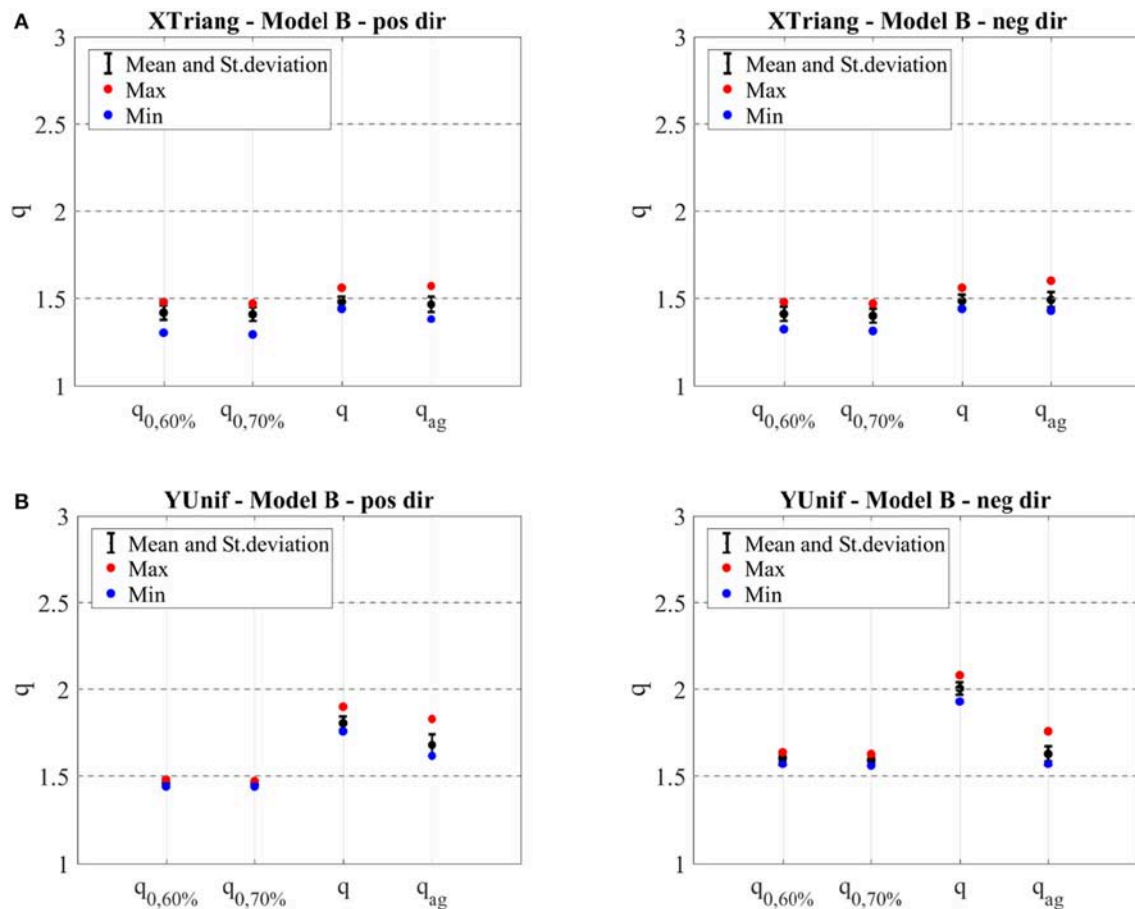 A
XTriang - Model B - pos dir
3
2.5
2
1.5
1
q
Mean and St.deviation
Max
Min
q0,60%
q0,70%
q
qag
XTriang - Model B - neg dir
3
2.5
2
1.5
1
q
Mean and St.deviation
Max
Min
q0,60%
q0,70%
q
qag
B
YUnif - Model B - pos dir
3
2.5
2
1.5
1
q
Mean and St.deviation
Max
Min
q0,60%
q0,70%
q
qag
YUnif - Model B - neg dir
3
2.5
2
1.5
1
q
Mean and St.deviation
Max
Min
q0,60%
q0,70%
q
qag